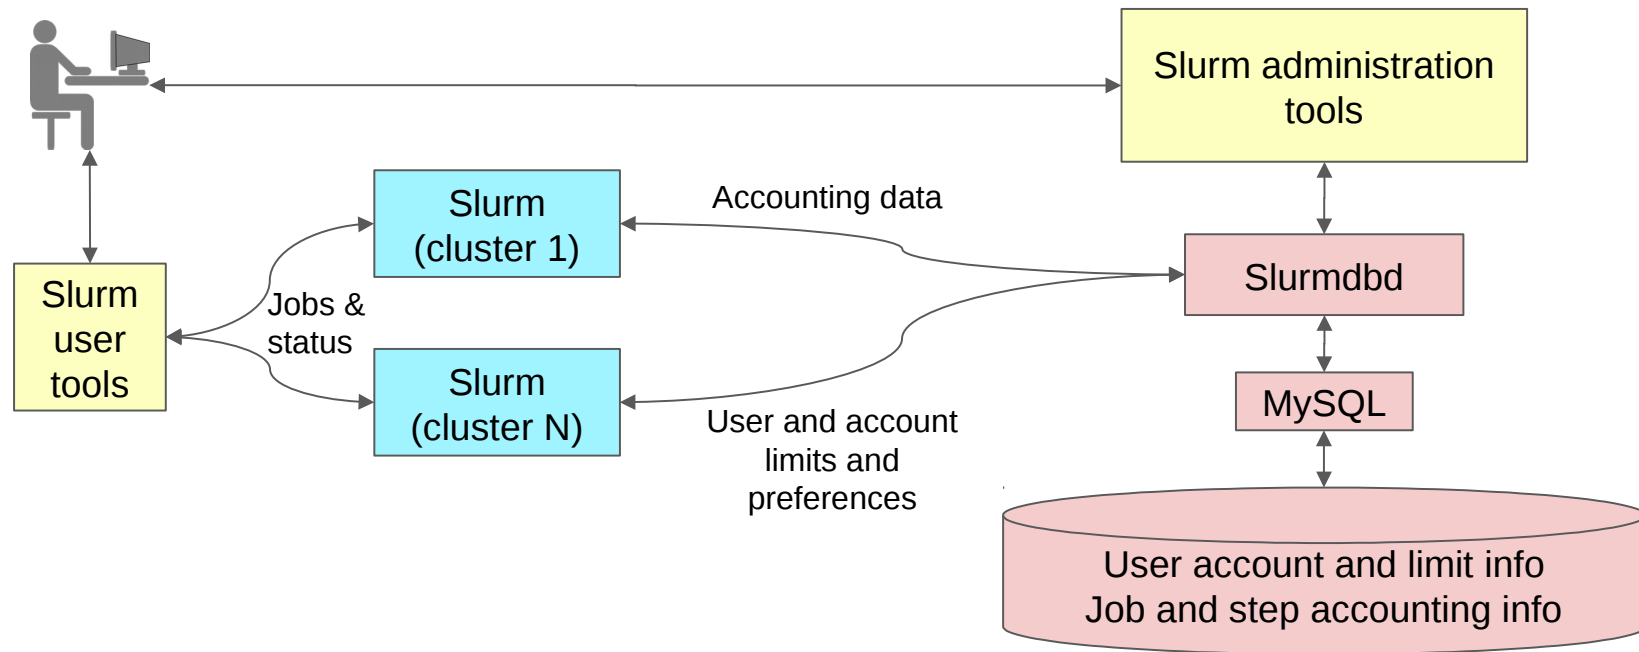 Slurm administration
tools
Slurm
(cluster 1)
Accounting data
Slurmdbd
Slurm
user
tools
Jobs &
status
Slurm
(cluster N)
MySQL
User and account
limits and
preferences
User account and limit info
Job and step accounting info